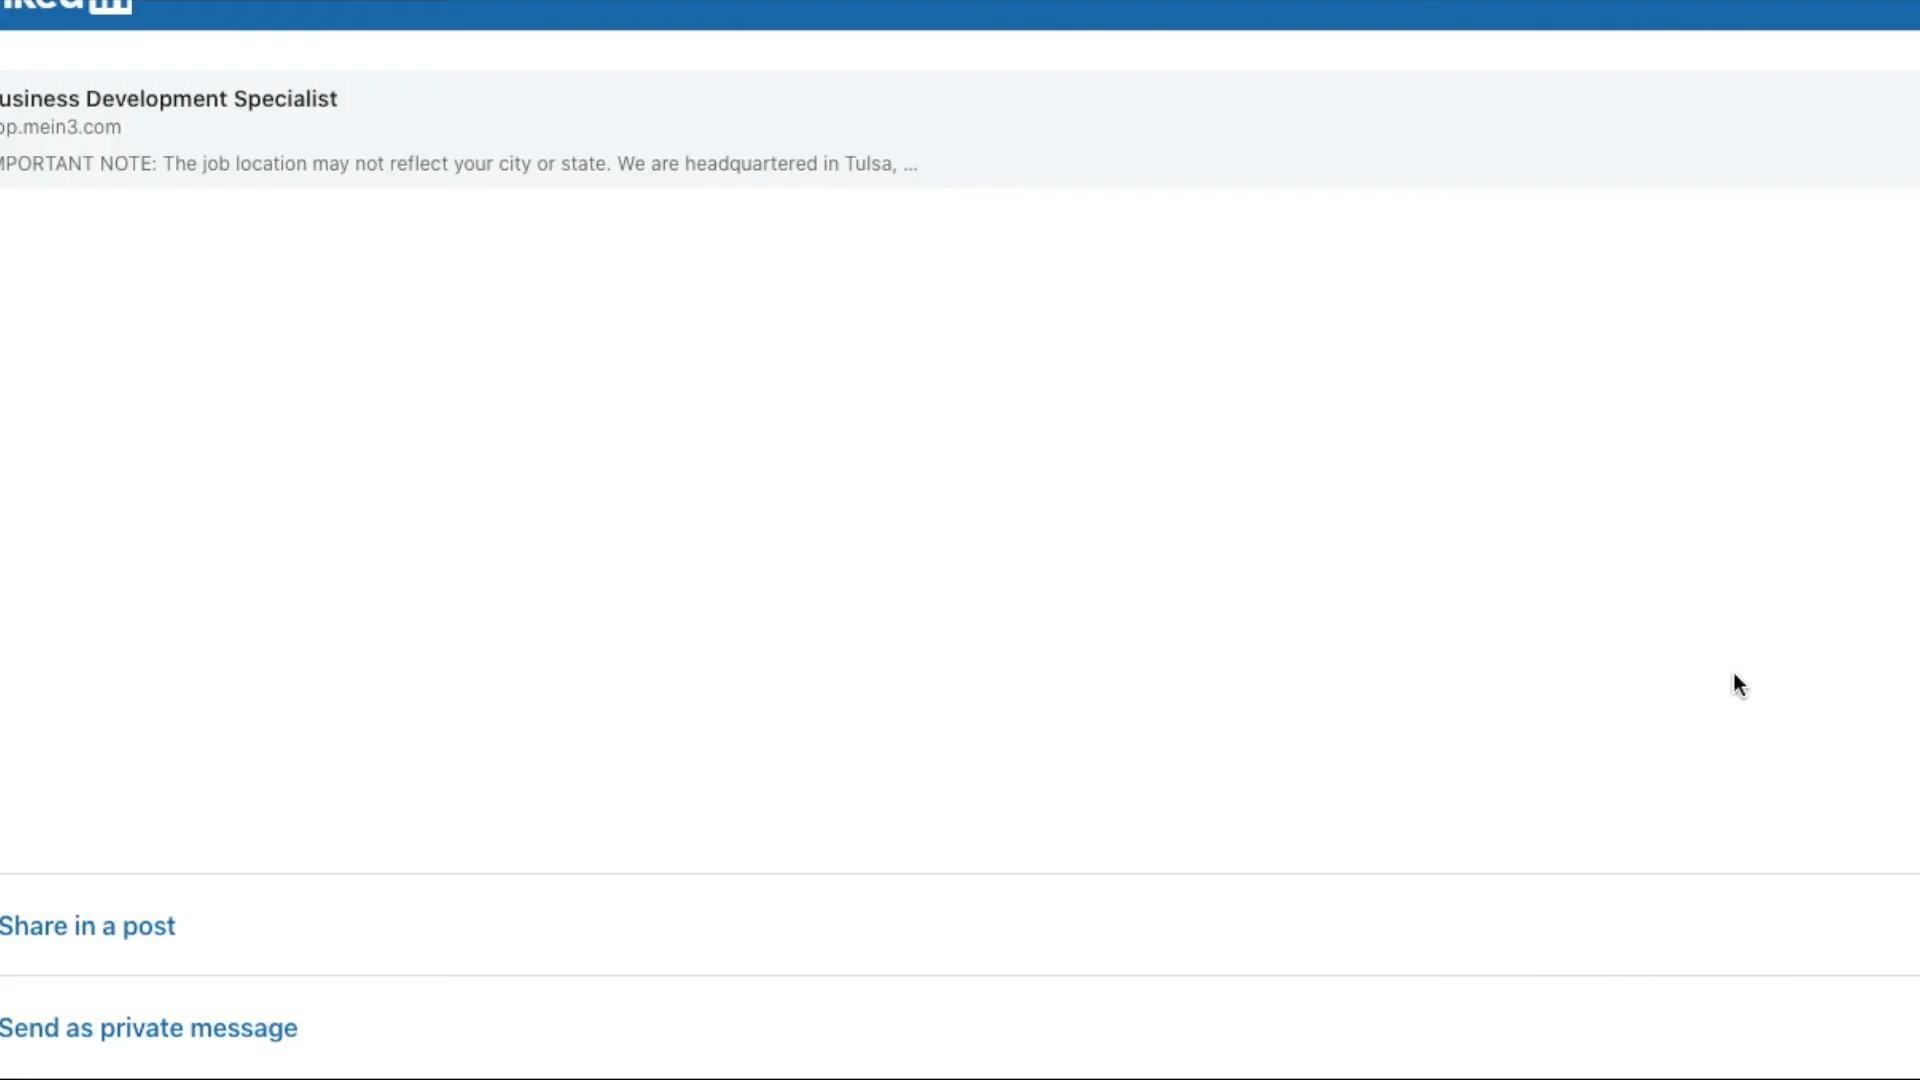 usiness Development Specialist
pp.mein3.com
MPORTANT NOTE: The job location may not reflect your city or state. We are headquartered in Tulsa, ...
Share in a post
Send as private message